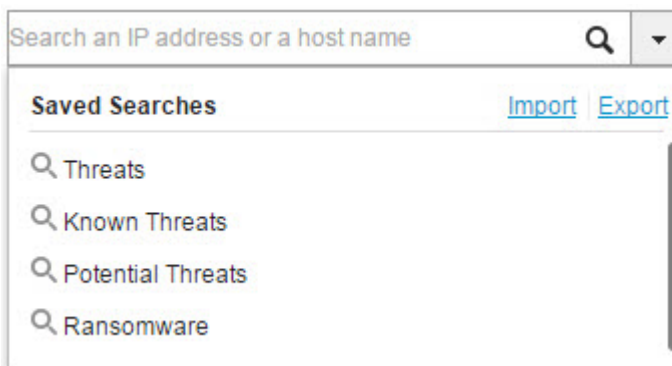 Search an IP address or a host name
Saved Searches Import Export
Threats
Known Threats
Potential Threats
Ransomware